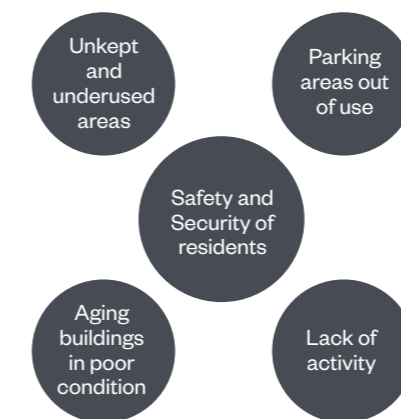 Unkept
and
underused
areas
Parking
areas out
of use
Safety and
Security of
residents
Aging
buildings
in poor
condition
Lack of
activity